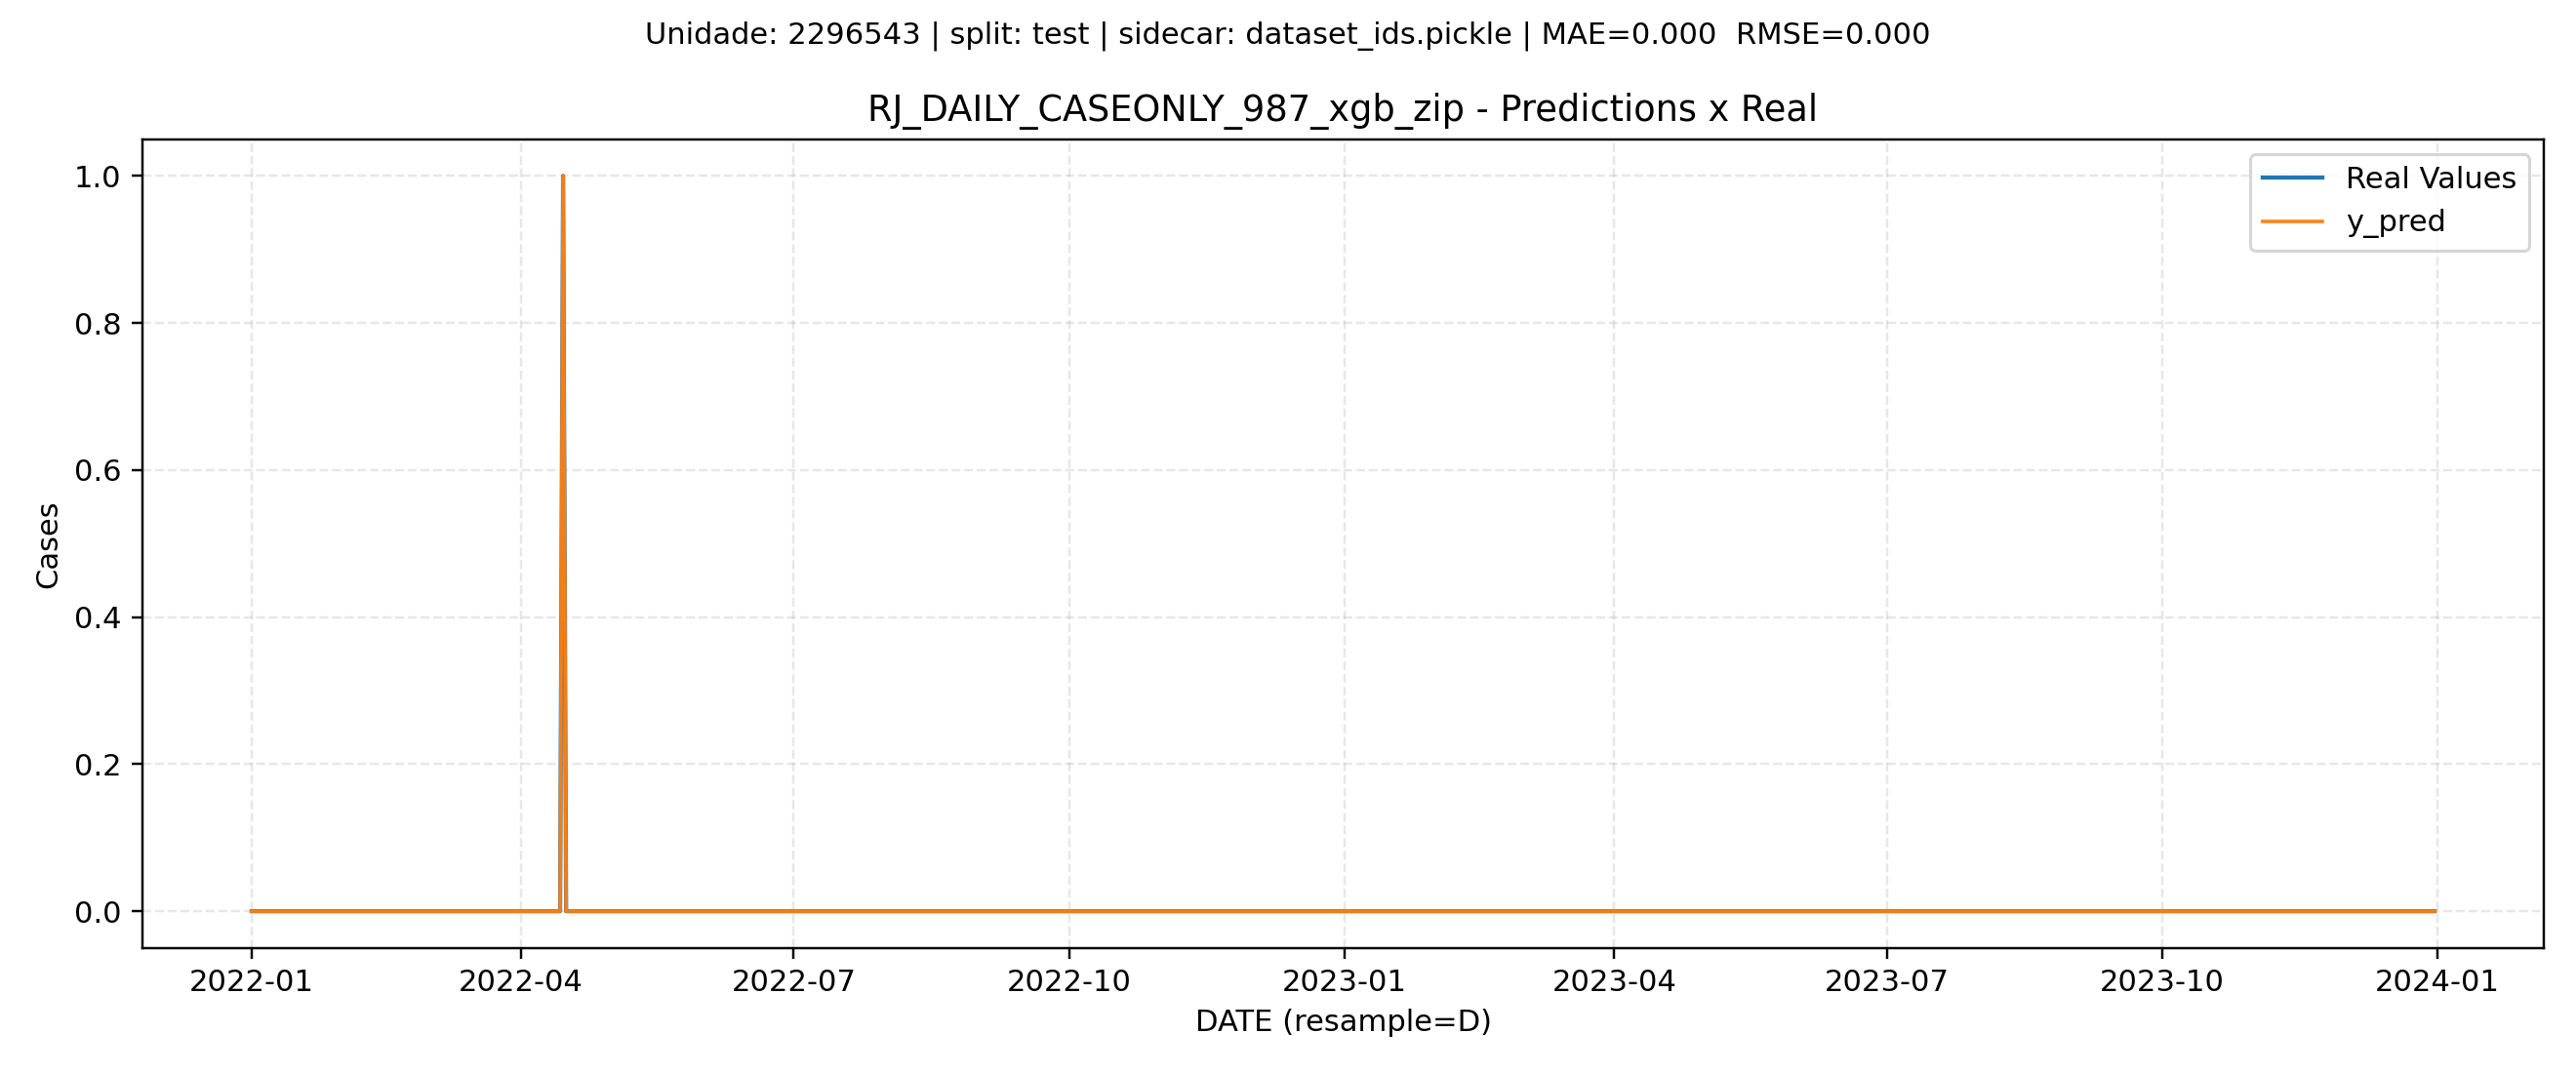 Unidade: 2296543 | split: test | sidecar: dataset_ids.pickle | MAE=0.000  RMSE=0.000
RJ_DAILY_CASEONLY_987_xgb_zip - Predictions x Real
Real Values
y_pred
1.0
0.8
0.6
0.4
0.2
0.0
Cases
2022-01 2022-04 2022-07 2022-10 2023-01 2023-04 2023-07 2023-10 2024-01
DATE (resample=D)